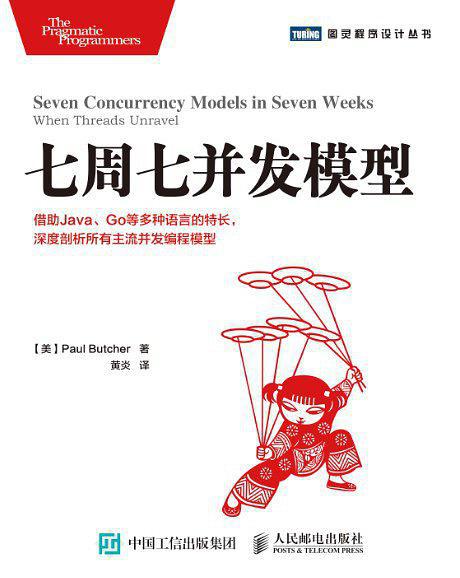 The
Pragmatic
Programmers
TURING 图灵程序设计丛书
Seven Concurrency Models in Seven Weeks
When Threads Unravel
七周七并发模型
借助Java、Go等多种语言的特长，
深度剖析所有主流并发编程模型
【美】Paul Butcher 著
黄炎 译
中国工信出版集团
人民邮电出版社
POSTS & TELECOM PRESS